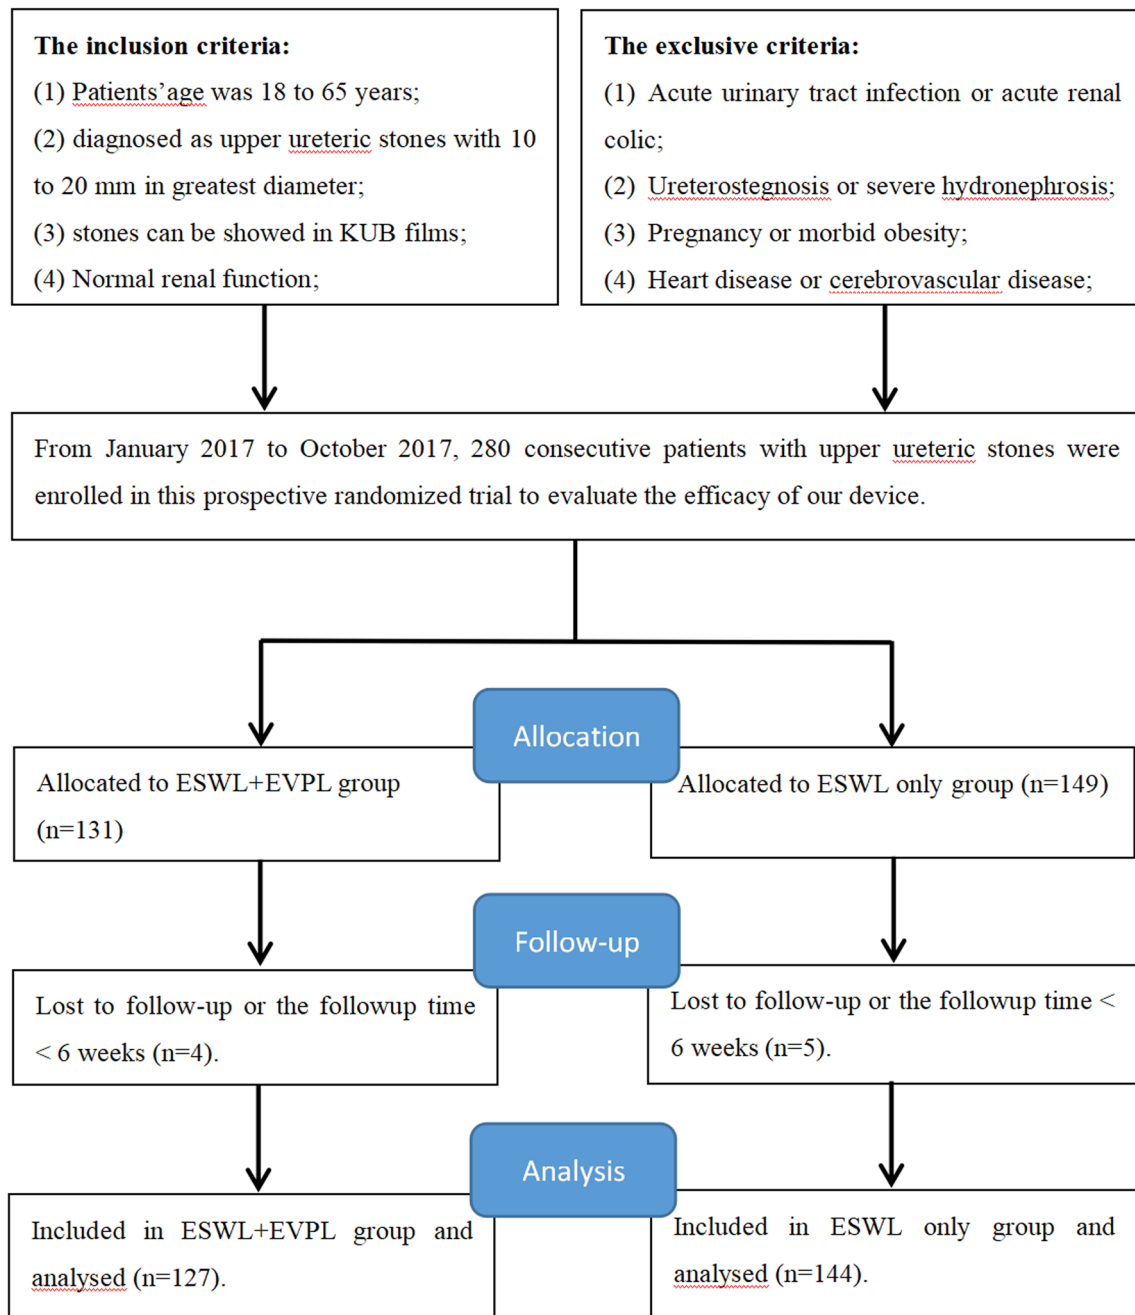 The inclusion criteria:
(1) Patients’age was 18 to 65 years;
(2) diagnosed as upper ureteric stones with 10
to 20 mm in greatest diameter;
(3) stones can be showed in KUB films;
(4) Normal renal function;
The exclusive criteria:
(1) Acute urinary tract infection or acute renal
colic;
(2) Ureterostegnosis or severe hydronephrosis;
(3) Pregnancy or morbid obesity;
(4) Heart disease or cerebrovascular disease;
From January 2017 to October 2017, 280 consecutive patients with upper ureteric stones were
enrolled in this prospective randomized trial to evaluate the efficacy of our device.
Allocation
Allocated to ESWL+EVPL group
(n=131)
Allocated to ESWL only group (n=149)
Follow-up
Lost to follow-up or the followup time
< 6 weeks (n=4).
Lost to follow-up or the followup time <
6 weeks (n=5).
Analysis
Included in ESWL+EVPL group and
analysed (n=127).
Included in ESWL only group and
analysed (n=144).